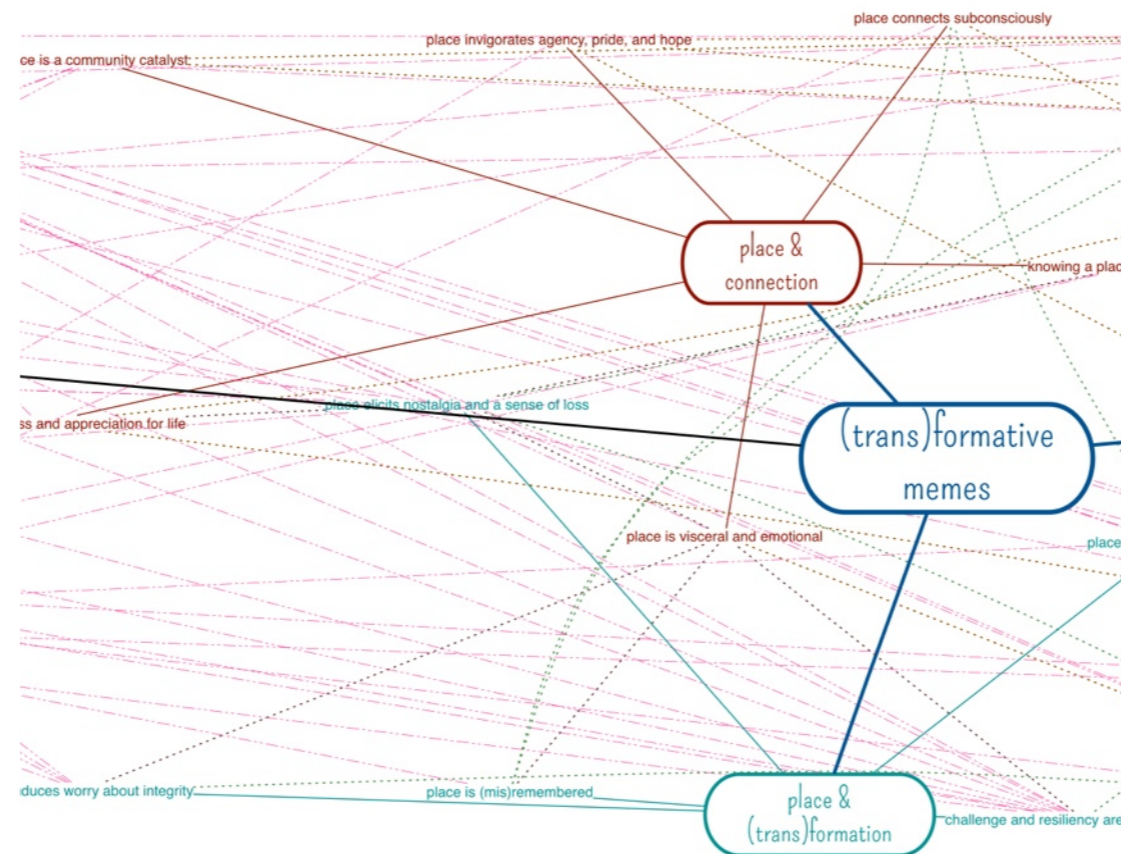 place connects subconsciously
place invigorates agency, pride, and hope
ce is a community catalyst
place &
connection
knowing a plac
place elicits nostalgia and a sense of loss
ss and appreciation for life
(trans)formative
memes
place is visceral and emotional
place
duces worry about integrity
place is (mis)remembered
place &
(trans)formation
challenge and resiliency are